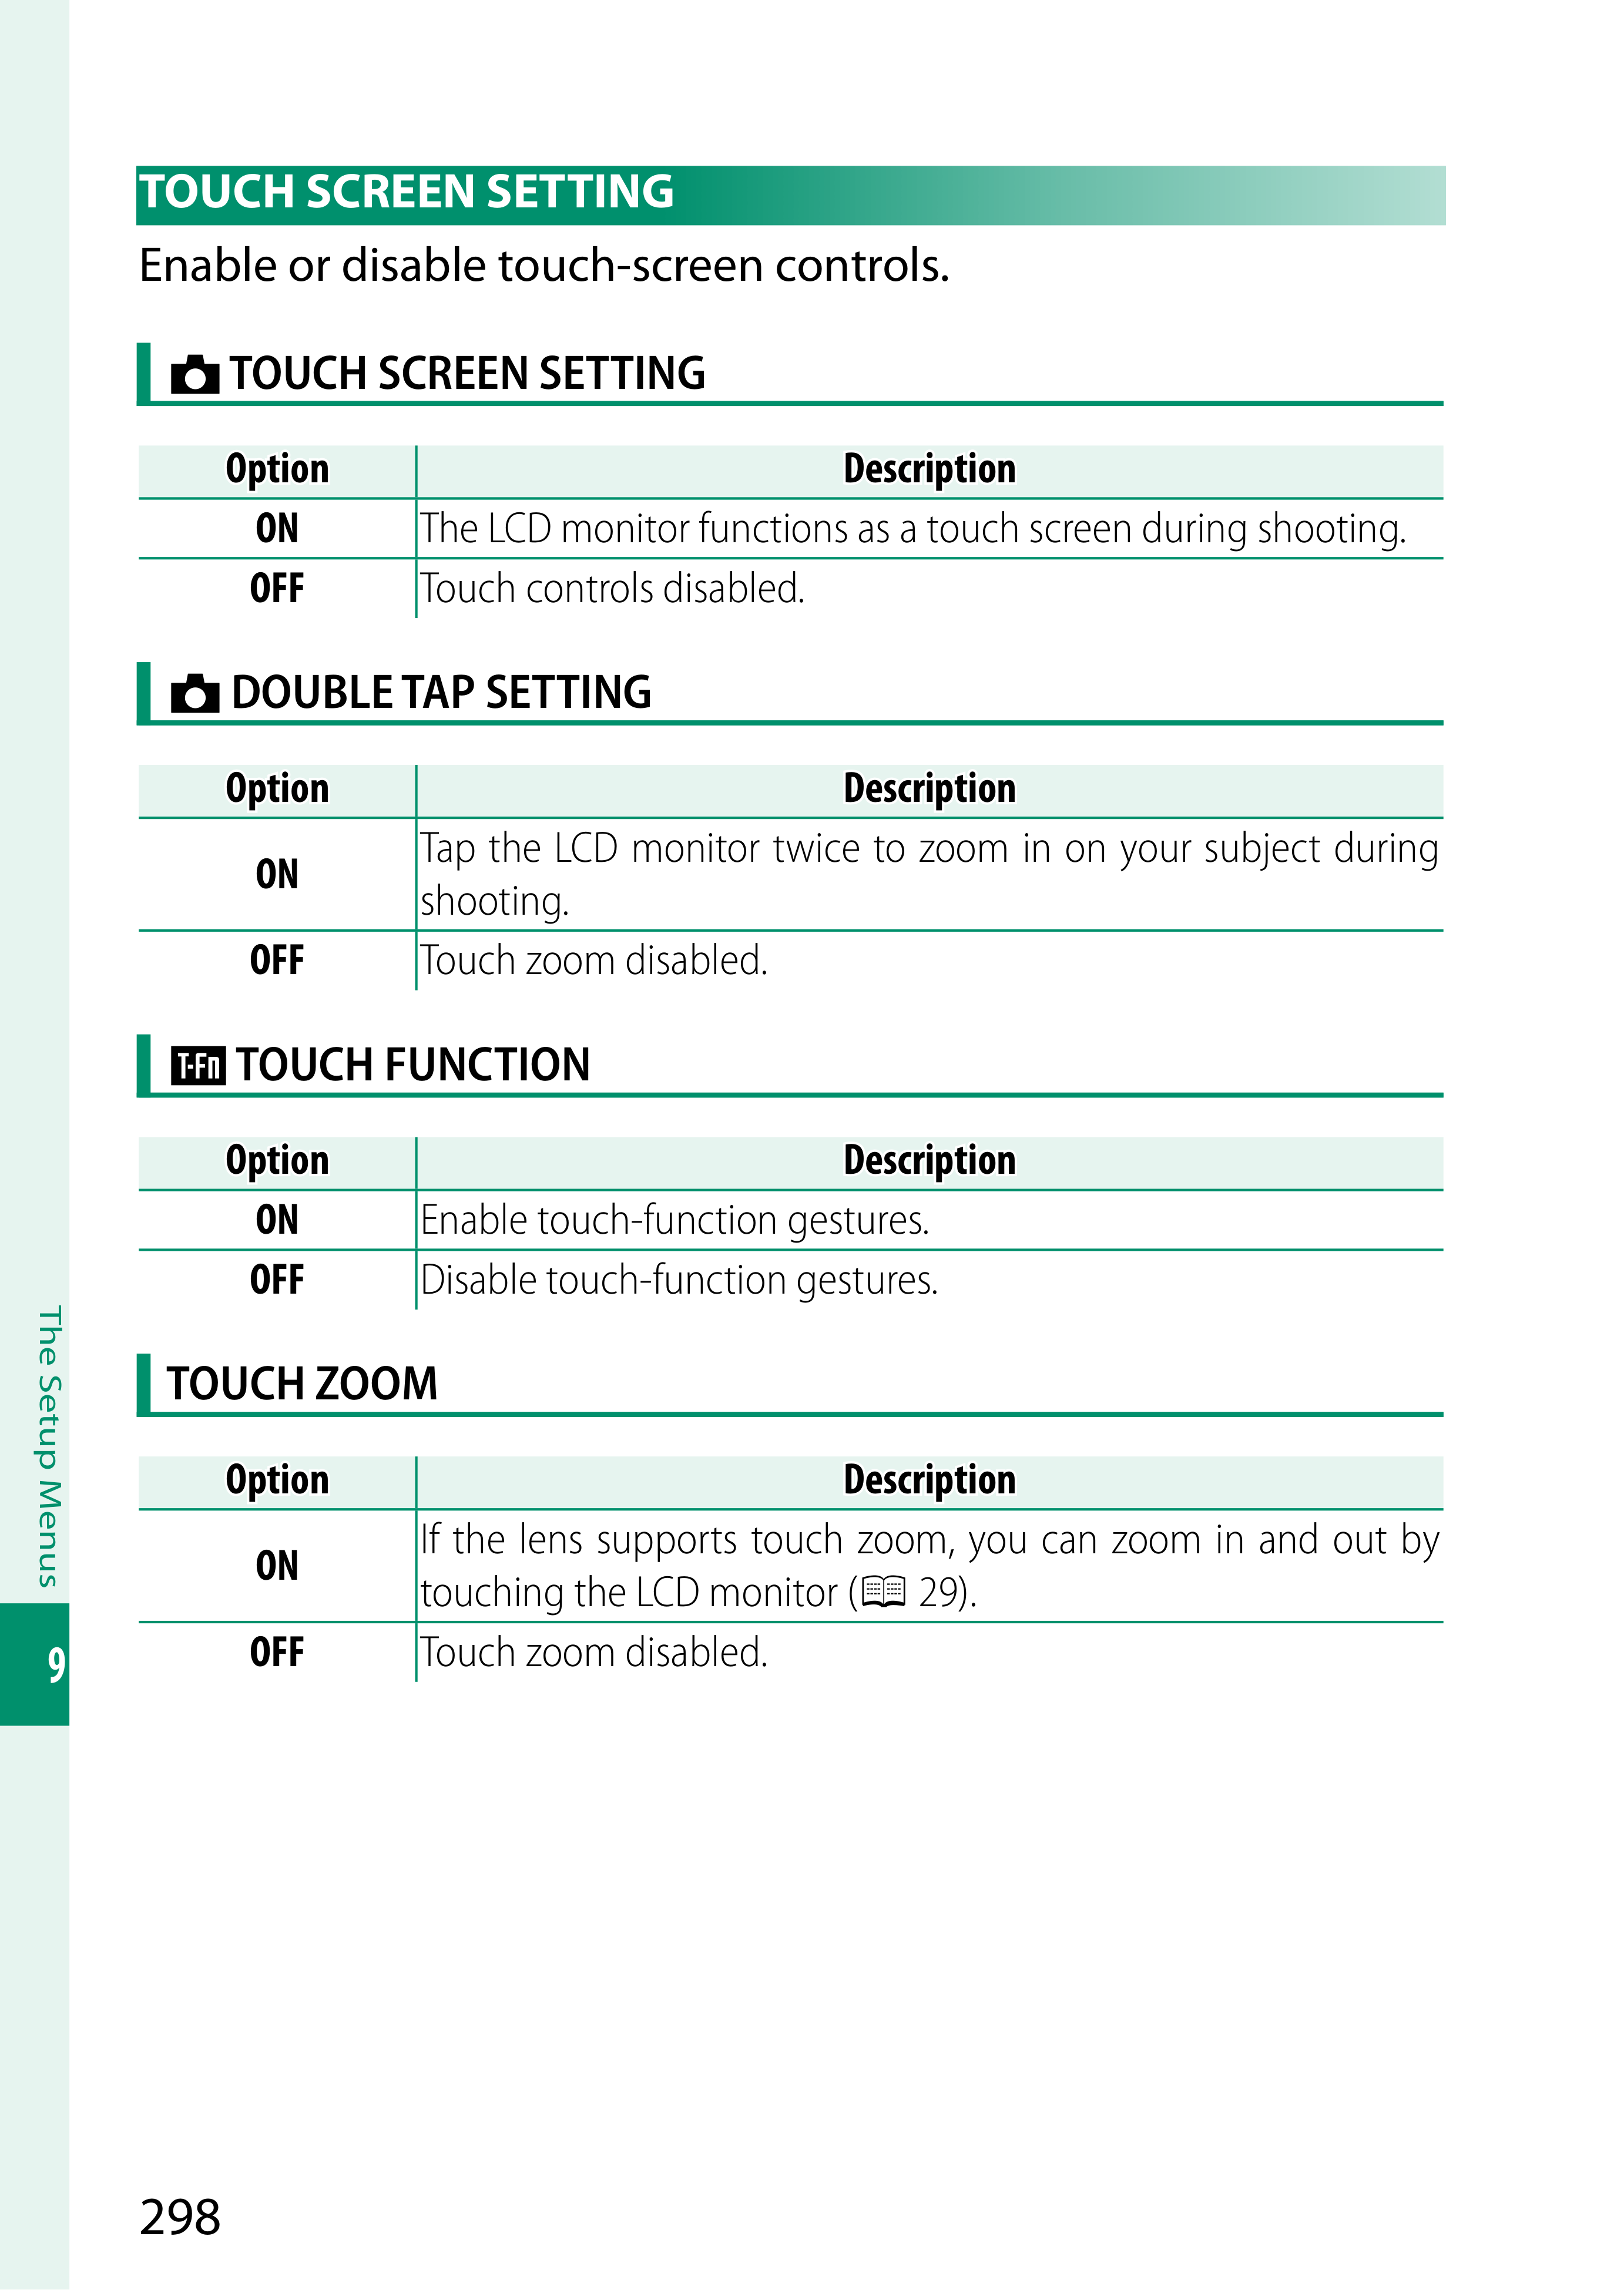 TOUCH SCREEN SETTING
Enable or disable touch-screen controls.
TOUCH SCREEN SETTING
Option Description
ON The LCD monitor functions as a touch screen during shooting.
OFF Touch controls disabled.
DOUBLE TAP SETTING
Option Description
ON Tap the LCD monitor twice to zoom in on your subject during
shooting.
OFF Touch zoom disabled.
T-Fn TOUCH FUNCTION
Option Description
ON Enable touch-function gestures.
OFF Disable touch-function gestures.
TOUCH ZOOM
Option Description
ON If the lens supports touch zoom, you can zoom in and out by
touching the LCD monitor ( 29).
OFF Touch zoom disabled.
The Setup Menus
9
298